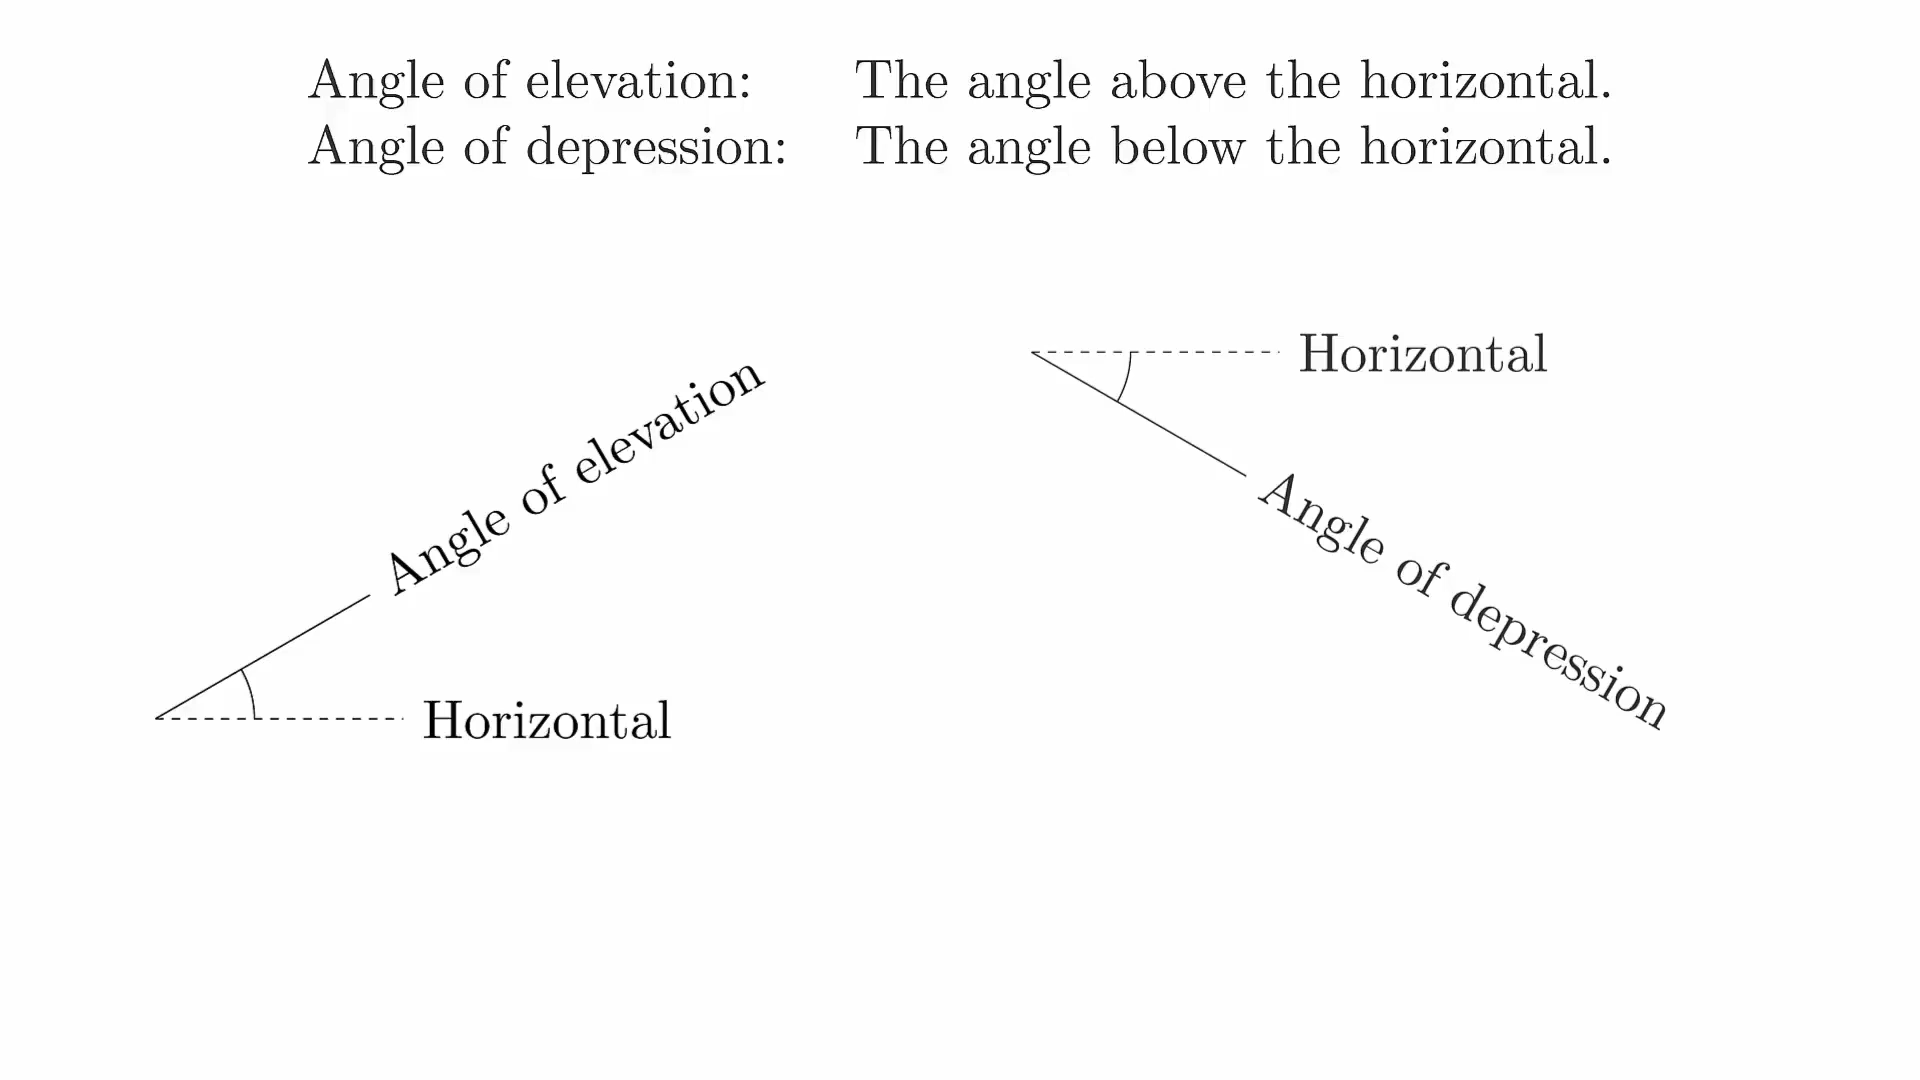 Angle of elevation: The angle above the horizontal.
Angle of depression: The angle below the horizontal.
Angle of elevation
Horizontal
Horizontal
Angle of depression